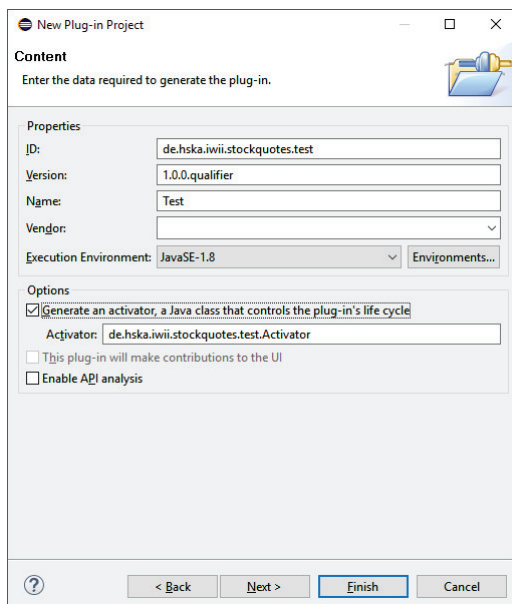 New Plug-in Project
Content
Enter the data required to generate the plug-in.
Properties
ID: de.hska.iwii.stockquotes.test
Version: 1.0.0.qualifier
Name: Test
Vendor:
Execution Environment: JavaSE-1.8 Environments...
Options
Generate an activator, a Java class that controls the plug-in's life cycle
Activator: de.hska.iwii.stockquotes.test.Activator
This plug-in will make contributions to the UI
Enable API analysis
? < Back Next > Finish Cancel